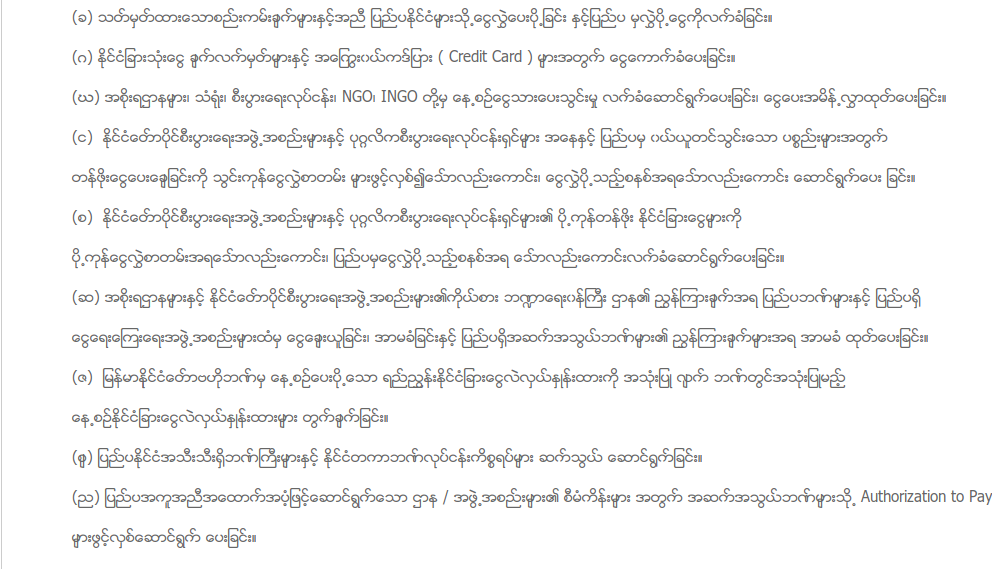 (ခ) သတ်မှတ်ထားသောစည်းကမ်းချက်များနှင့်အညီ ပြည်ပနိုင်ငံများသို့ငွေလွှဲပေးပို့ခြင်း နှင့်ပြည်ပ မှလွှဲပို့ငွေကိုလက်ခံခြင်း။
(ဂ) နိုင်ငံခြားသုံးငွေ ချက်လက်မှတ်များနှင့် အကြွေးဝယ်ကဒ်ပြား ( Credit Card ) များအတွက် ငွေကောက်ခံပေးခြင်း။
(ဃ) အစိုးရဌာနများ၊ သံရုံး၊ စီးပွားရေးလုပ်ငန်း၊ NGO၊ INGO တို့မှ နေ့စဉ်ငွေသားပေးသွင်းမှု လက်ခံဆောင်ရွက်ပေးခြင်း၊ ငွေပေးအမိန့်လွှာထုတ်ပေးခြင်း။
(င) နိုင်ငံတော်ပိုင်စီးပွားရေးအဖွဲ့အစည်းများနှင့် ပုဂ္ဂလိကစီးပွားရေးလုပ်ငန်းရှင်များ အနေနှင့် ပြည်ပမှ ဝယ်ယူတင်သွင်းသော ပစ္စည်းများအတွက်
တန်ဖိုးငွေပေးချေခြင်းကို သွင်းကုန်ငွေလွှဲစာတမ်း များဖွင့်လှစ်၍သော်လည်းကောင်း၊ ငွေလွှဲပို့သည့်စနစ်အရသော်လည်းကောင်း ဆောင်ရွက်ပေး ခြင်း။
(စ) နိုင်ငံတော်ပိုင်စီးပွားရေးအဖွဲ့အစည်းများနှင့် ပုဂ္ဂလိကစီးပွားရေးလုပ်ငန်းရှင်များ၏ ပို့ကုန်တန်ဖိုး နိုင်ငံခြားငွေများကို
ပို့ကုန်ငွေလွှဲစာတမ်းအရသော်လည်းကောင်း၊ ပြည်ပမှငွေလွှဲပို့သည့်စနစ်အရ သော်လည်းကောင်းလက်ခံဆောင်ရွက်ပေးခြင်း။
(ဆ) အစိုးရဌာနများနှင့် နိုင်ငံတော်ပိုင်စီးပွားရေးအဖွဲ့အစည်းများ၏ကိုယ်စား ဘဏ္ဍာရေးဝန်ကြီး ဌာန၏ ညွှန်ကြားချက်အရ ပြည်ပဘဏ်များနှင့် ပြည်ပရှိ
ငွေရေးကြေးရေးအဖွဲ့အစည်းများထံမှ ငွေချေးယူခြင်း၊ အာမခံခြင်းနှင့် ပြည်ပရှိအဆက်အသွယ်ဘဏ်များ၏ ညွှန်ကြားချက်များအရ အာမခံ ထုတ်ပေးခြင်း။
(ဇ) မြန်မာနိုင်ငံတော်ဗဟိုဘဏ်မှ နေ့စဉ်ပေးပို့သော ရည်ညွှန်းနိုင်ငံခြားငွေလဲလှယ်နှုန်းထားကို အသုံးပြု ၍ချက် ဘဏ်တွင်အသုံးပြုမည့်
နေ့စဉ်နိုင်ငံခြားငွေလဲလှယ်နှုန်းထားများ တွက်ချက်ခြင်း။
(ဈ) ပြည်ပနိုင်ငံအသီးသီးရှိဘဏ်ကြီးများနှင့် နိုင်ငံတကာဘဏ်လုပ်ငန်းကိစ္စရပ်များ ဆက်သွယ် ဆောင်ရွက်ခြင်း။
(ည) ပြည်ပအကူအညီအထောက်အပံ့ဖြင့်ဆောင်ရွက်သော ဌာန / အဖွဲ့အစည်းများ၏ စီမံကိန်းများ အတွက် အဆက်အသွယ်ဘဏ်များသို့ Authorization to Pay
များဖွင့်လှစ်ဆောင်ရွက် ပေးခြင်း။